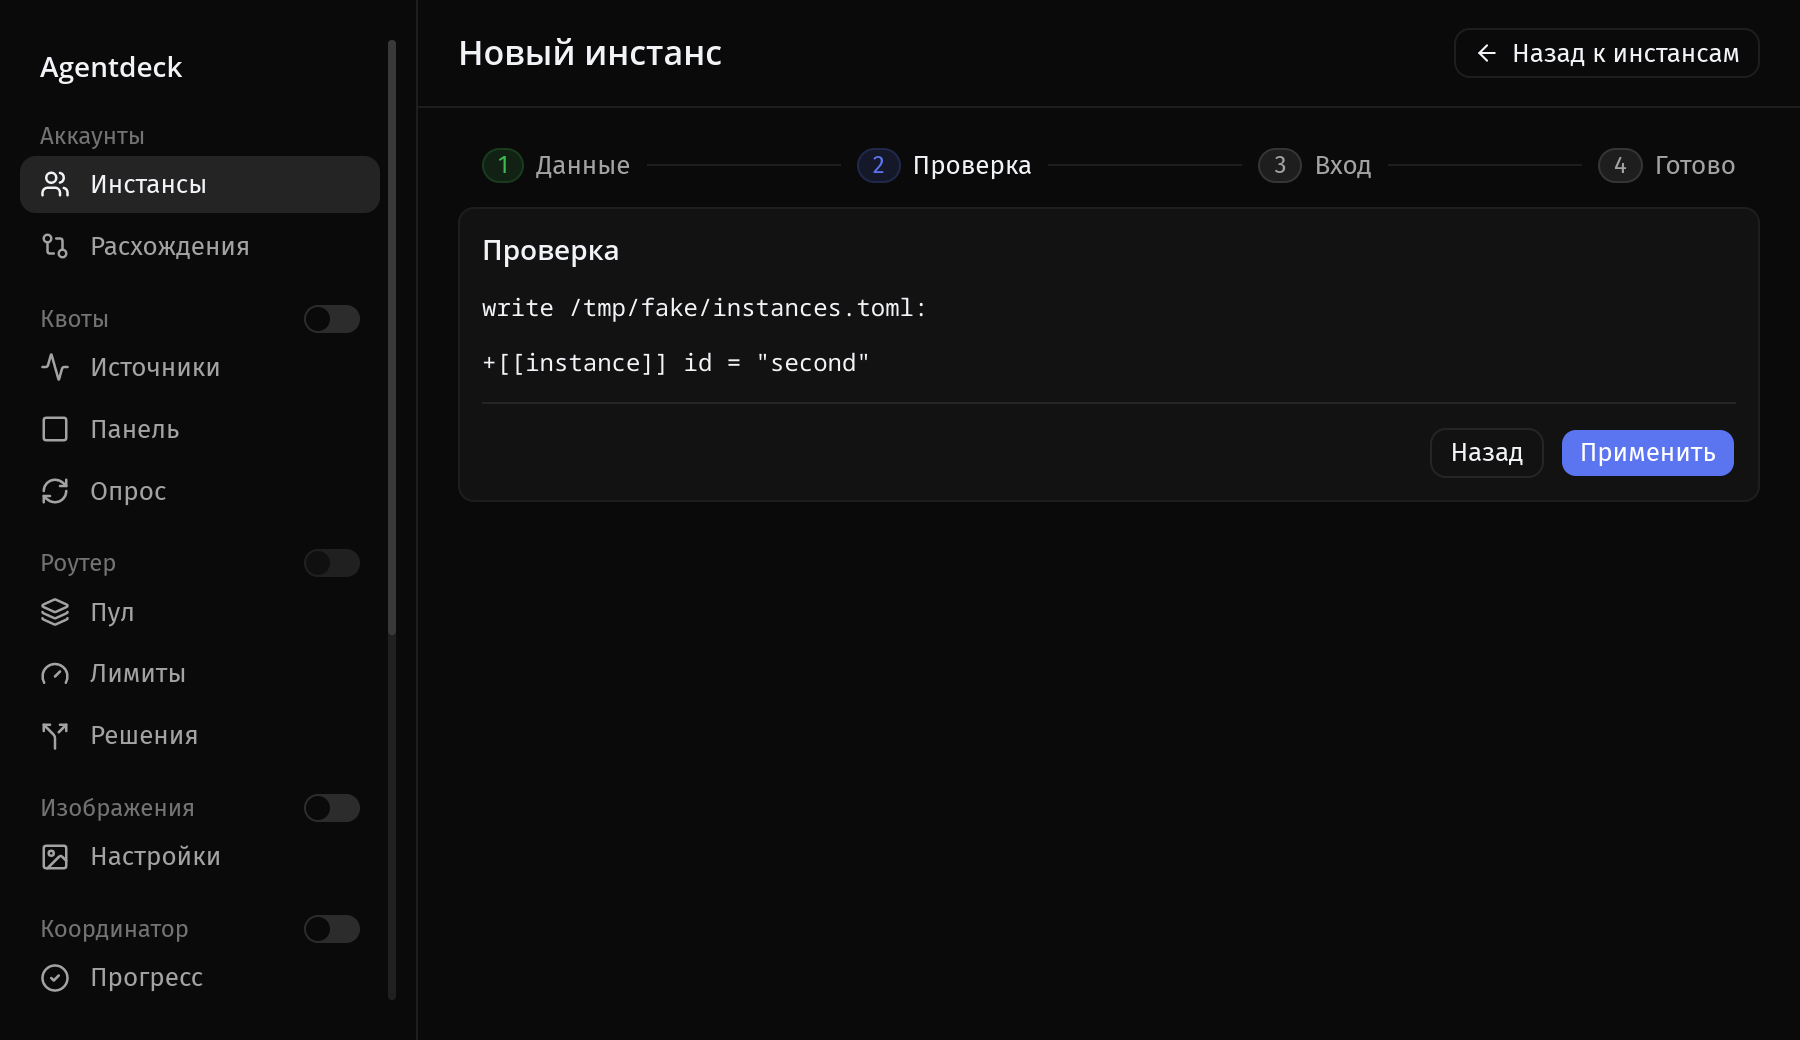 Agentdeck
Аккаунты
Инстансы
Расхождения
Квоты
Источники
Панель
Опрос
Роутер
Пул
Лимиты
Решения
Изображения
Настройки
Координатор
Прогресс
Новый инстанс
Назад к инстансам
1 Данные
2 Проверка
3 Вход
4 Готово
Проверка
write /tmp/fake/instances.toml:
+[[instance]] id = "second"
Назад
Применить